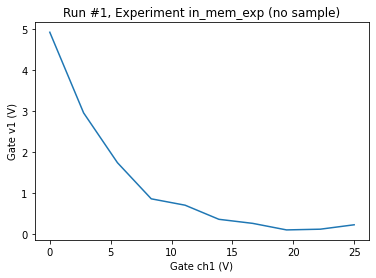 Run #1, Experiment in_mem_exp (no sample)
Gate v1 (V)
5
4
3
2
1
0
0 5 10 15 20 25
Gate ch1 (V)